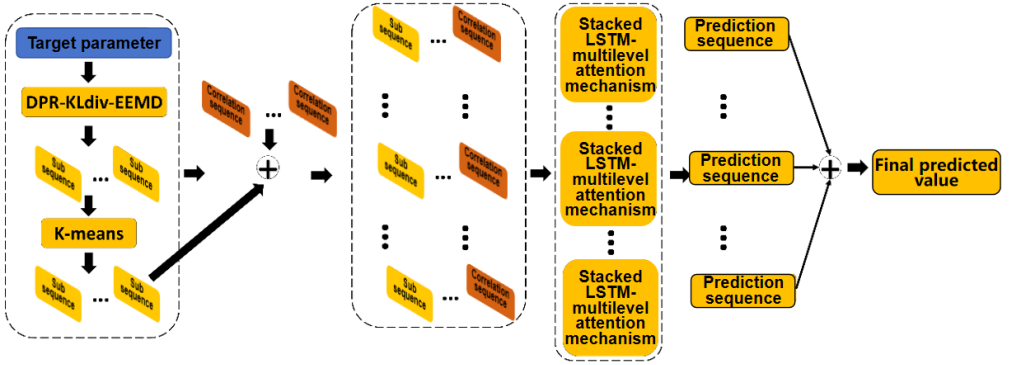 Target parameter
DPR-KLdiv-EEMD
Sub
sequence
...
Sub
sequence
K-means
Sub
sequence
...
Sub
sequence
Correlation
sequence
...
Correlation
sequence
Sub
sequence
...
Correlation
sequence
Sub
sequence
...
Correlation
sequence
Sub
sequence
...
Correlation
sequence
Stacked
LSTM-
multilevel
attention
mechanism
Stacked
LSTM-
multilevel
attention
mechanism
Stacked
LSTM-
multilevel
attention
mechanism
Prediction
sequence
Prediction
sequence
Prediction
sequence
Final predicted
value